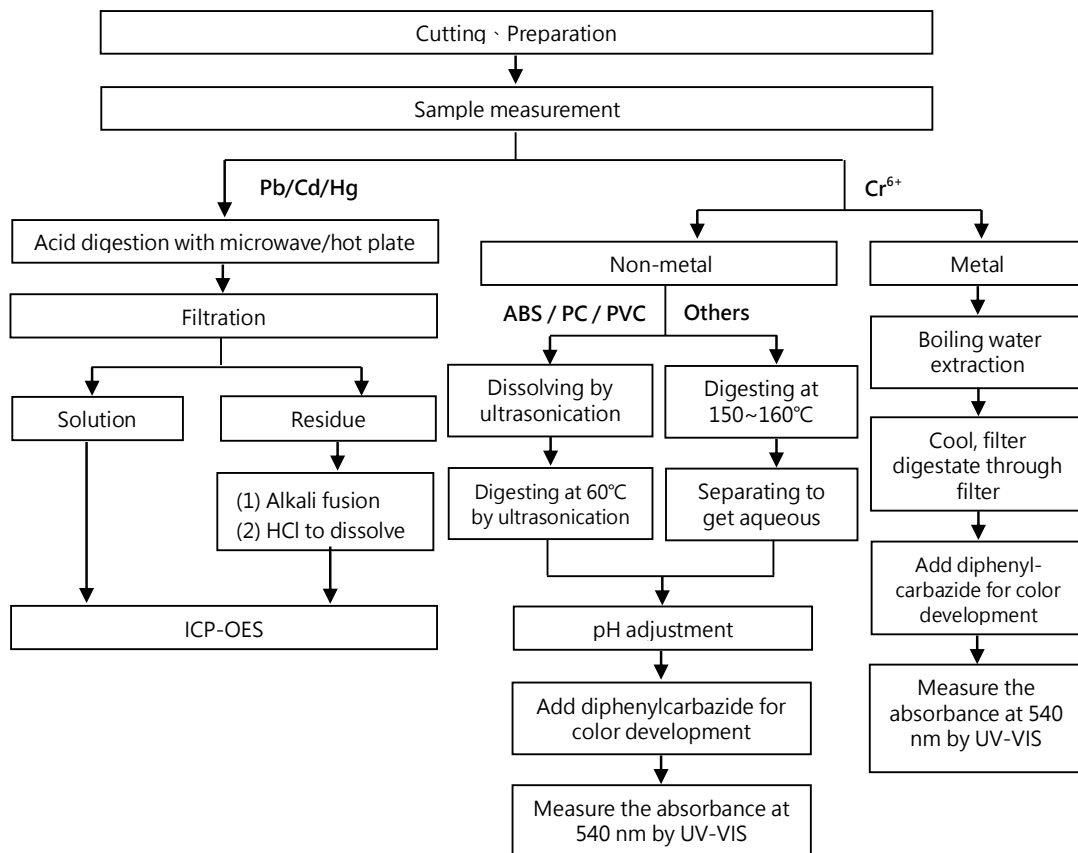 Cutting、Preparation
Sample measurement
Pb/Cd/Hg
Cr⁶⁺
Acid digestion with microwave/hot plate
Non-metal
Metal
Filtration
ABS / PC / PVC
Others
Boiling water
extraction
Solution
Residue
Dissolving by
ultrasonication
Digesting at
150~160℃
Cool, filter
digestate through
filter
(1) Alkali fusion
(2) HCl to dissolve
Digesting at 60℃
by ultrasonication
Separating to
get aqueous
Add diphenyl-
carbazide for color
development
ICP-OES
pH adjustment
Measure the
absorbance at 540
nm by UV-VIS
Add diphenylcarbazide for
color development
Measure the absorbance at
540 nm by UV-VIS